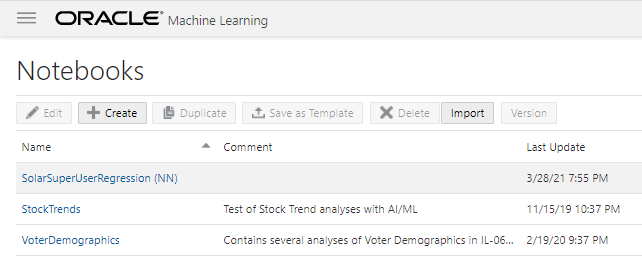 ORACLE® Machine Learning
Notebooks
Edit Create Duplicate Save as Template Delete Import Version
Name Comment Last Update
SolarSuperUserRegression (NN) 3/28/21 7:55 PM
StockTrends Test of Stock Trend analyses with AI/ML 11/15/19 10:37 PM
VoterDemographics Contains several analyses of Voter Demographics in IL-06... 2/19/20 9:37 PM